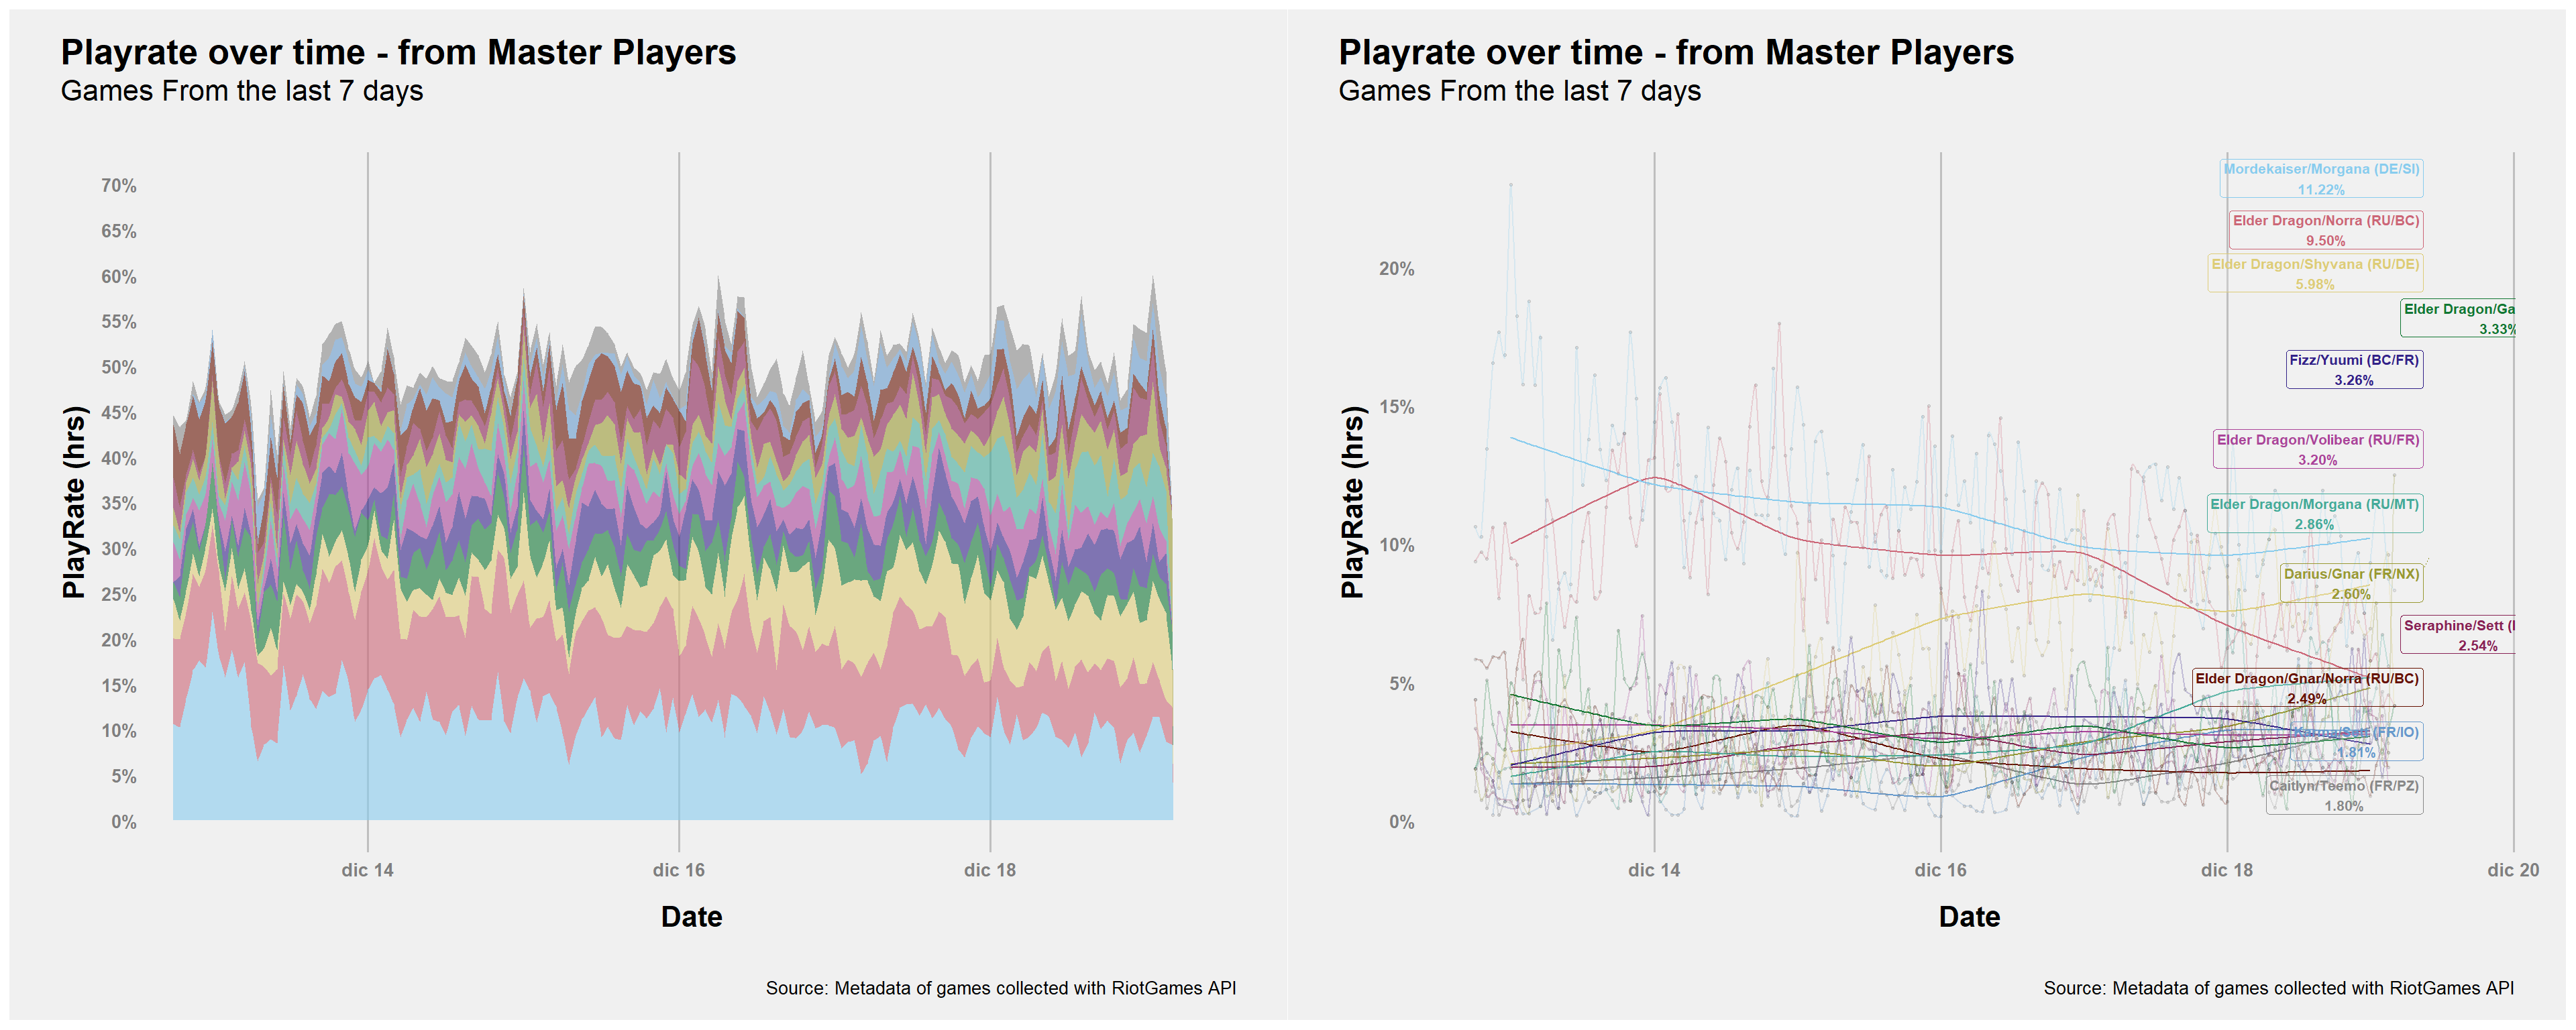 Playrate over time - from Master Players
Games From the last 7 days
PlayRate (hrs)
70%
65%
60%
55%
50%
45%
40%
35%
30%
25%
20%
15%
10%
5%
0%
dic 14
dic 16
dic 18
Date
Source: Metadata of games collected with RiotGames API
Playrate over time - from Master Players
Games From the last 7 days
PlayRate (hrs)
20%
15%
10%
5%
0%
Mordekaiser/Morgana (DE/SI)
11.22%
Elder Dragon/Norra (RU/BC)
9.50%
Elder Dragon/Shyvana (RU/DE)
5.98%
Elder Dragon/Ga
3.33%
Fizz/Yuumi (BC/FR)
3.26%
Elder Dragon/Volibear (RU/FR)
3.20%
Elder Dragon/Morgana (RU/MT)
2.86%
Darius/Gnar (FR/NX)
2.60%
Seraphine/Sett (
2.54%
Elder Dragon/Gnar/Norra (RU/BC)
2.49%
(FR/IO)
1.81%
Caitlyn/Teemo (FR/PZ)
1.80%
dic 14
dic 16
dic 18
dic 20
Date
Source: Metadata of games collected with RiotGames API